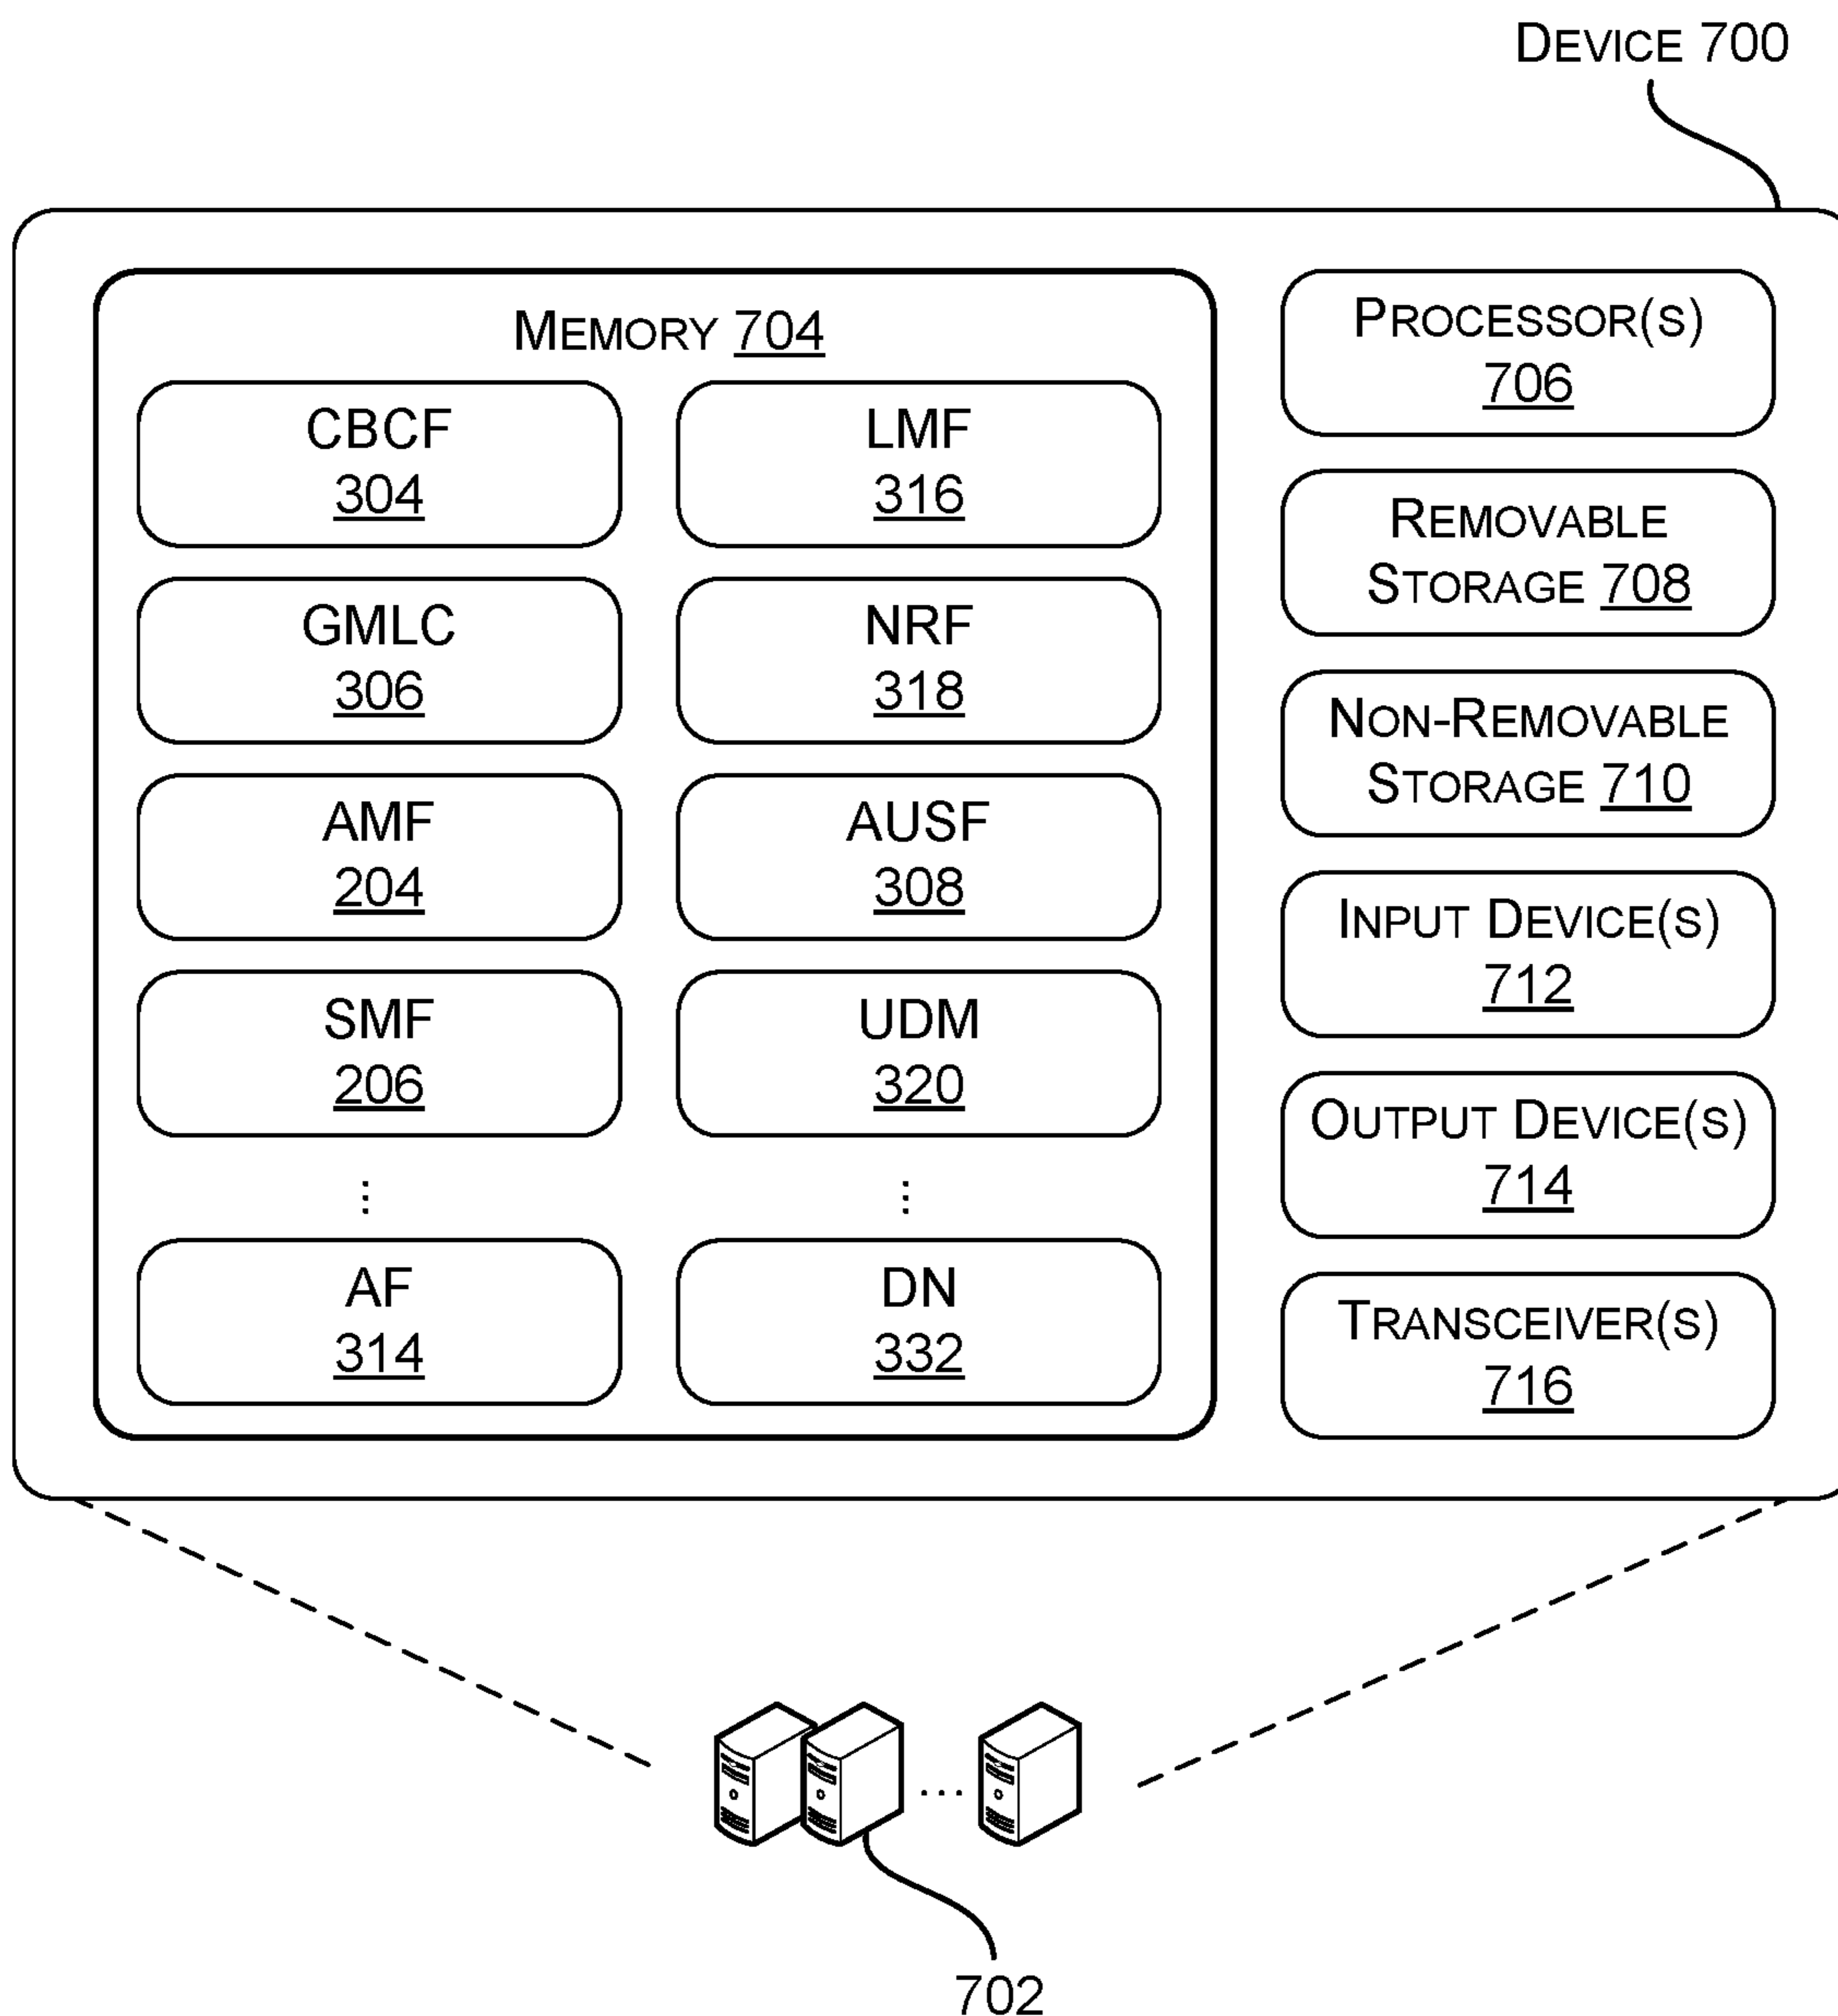 DEVICE 700
MEMORY 704
CBCF
304
LMF
316
GMLC
306
NRF
318
AMF
204
AUSF
308
SMF
206
UDM
320
⋮
⋮
AF
314
DN
332
PROCESSOR(S)
706
REMOVABLE
STORAGE 708
NON-REMOVABLE
STORAGE 710
INPUT DEVICE(S)
712
OUTPUT DEVICE(S)
714
TRANSCEIVER(S)
716
...
702